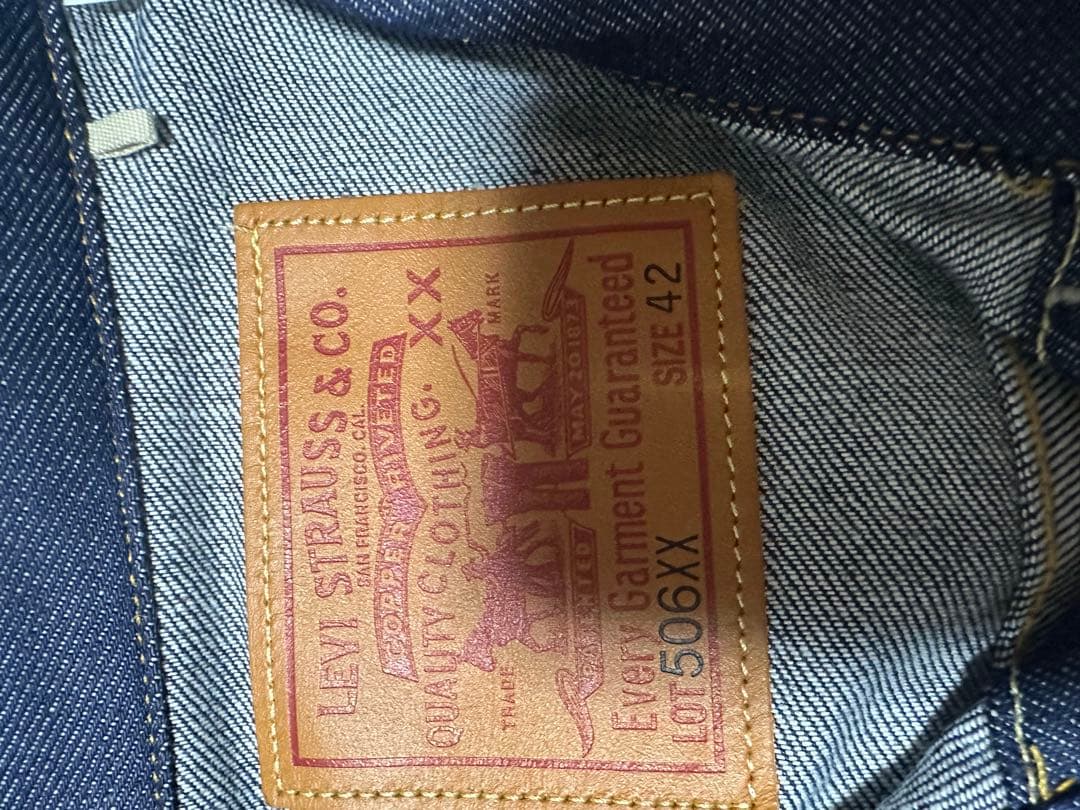 LEVI STRAUSS & CO.
SAN FRANCISCO. CAL.
COPPER RIVETED
QUALITY CLOTHING. XX
TRADE MARK
PATENTED MAY 20 1873
Every Garment Guaranteed
LOT 506XX SIZE 42